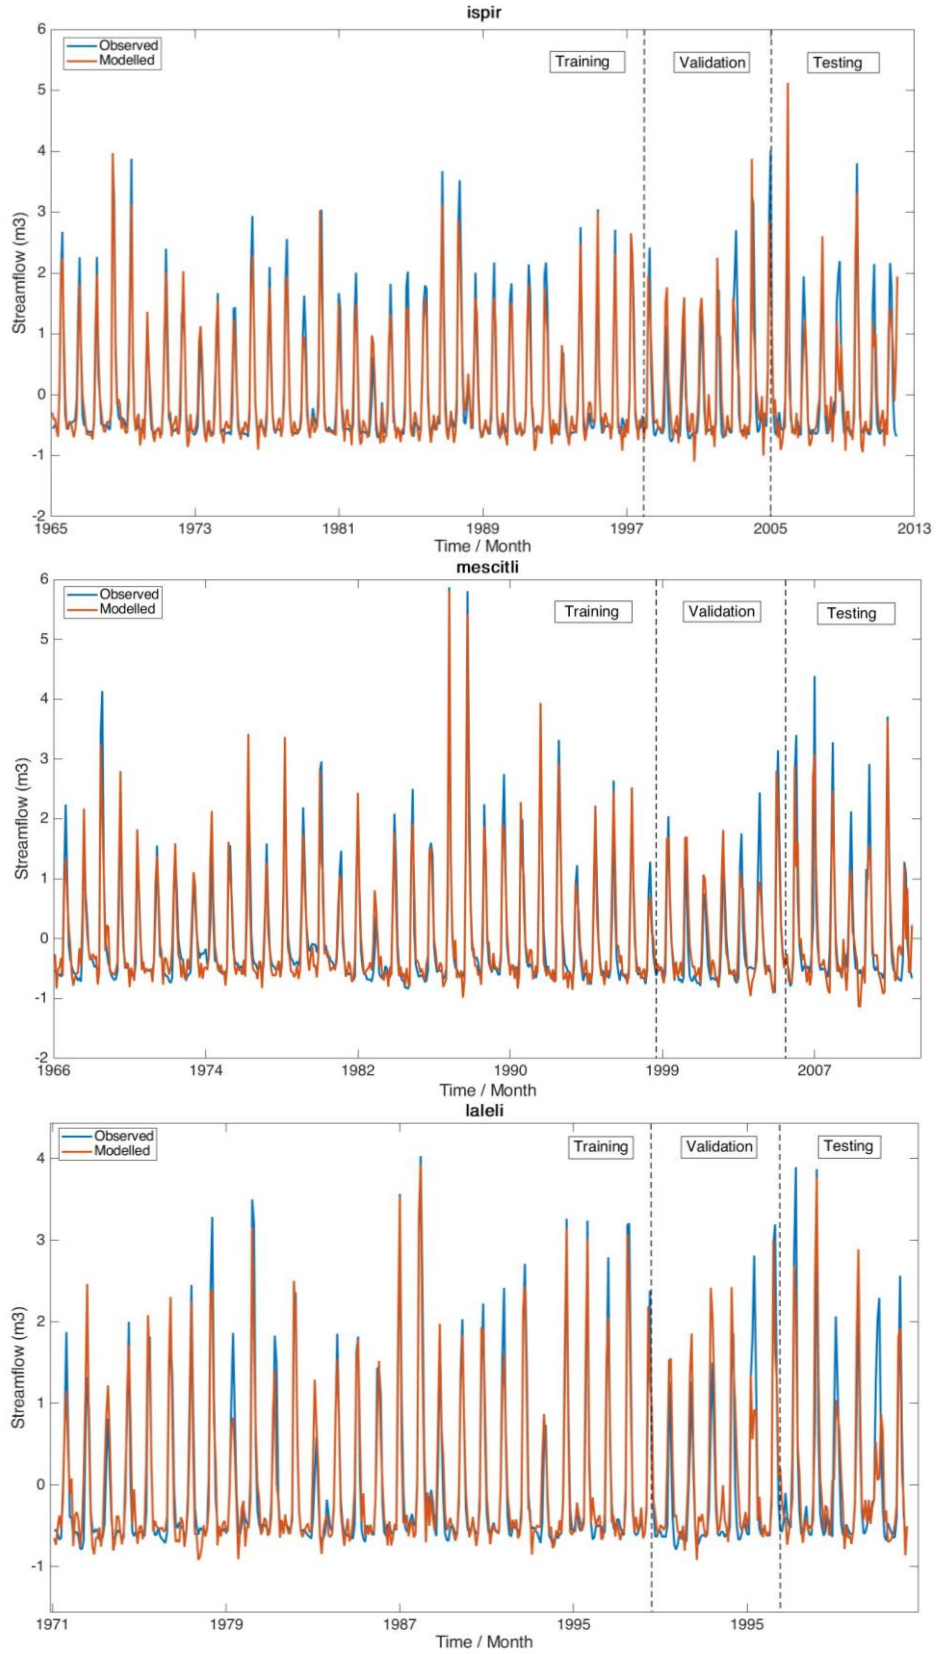 ispir
Observed
Modelled
Training
Validation
Testing
Streamflow (m3)
6
5
4
3
2
1
0
-1
-2
1965
1973
1981
1989
1997
2005
2013
Time / Month
mescitli
Observed
Modelled
Training
Validation
Testing
Streamflow (m3)
6
5
4
3
2
1
0
-1
-2
1966
1974
1982
1990
1999
2007
Time / Month
laleli
Observed
Modelled
Training
Validation
Testing
Streamflow (m3)
4
3
2
1
0
-1
1971
1979
1987
1995
1995
Time / Month